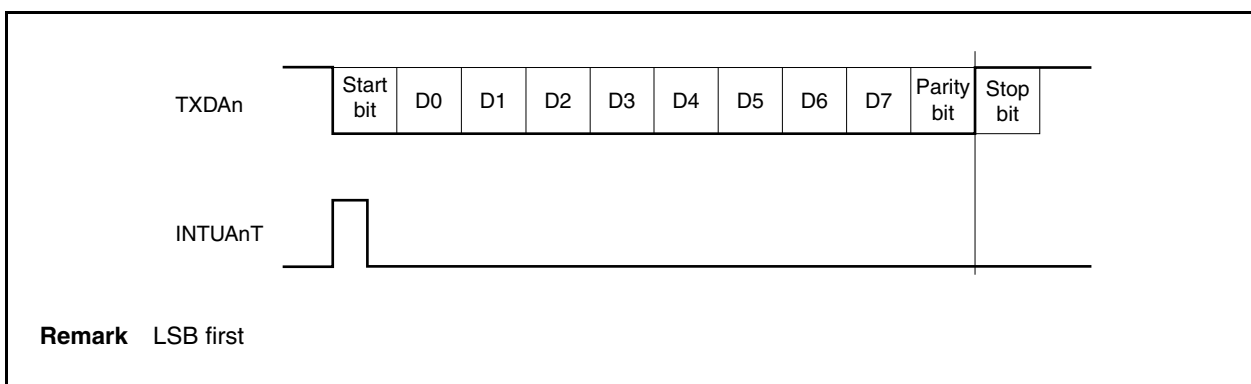 TXDAn
Start bit
D0
D1
D2
D3
D4
D5
D6
D7
Parity bit
Stop bit
INTUAnT
Remark LSB first